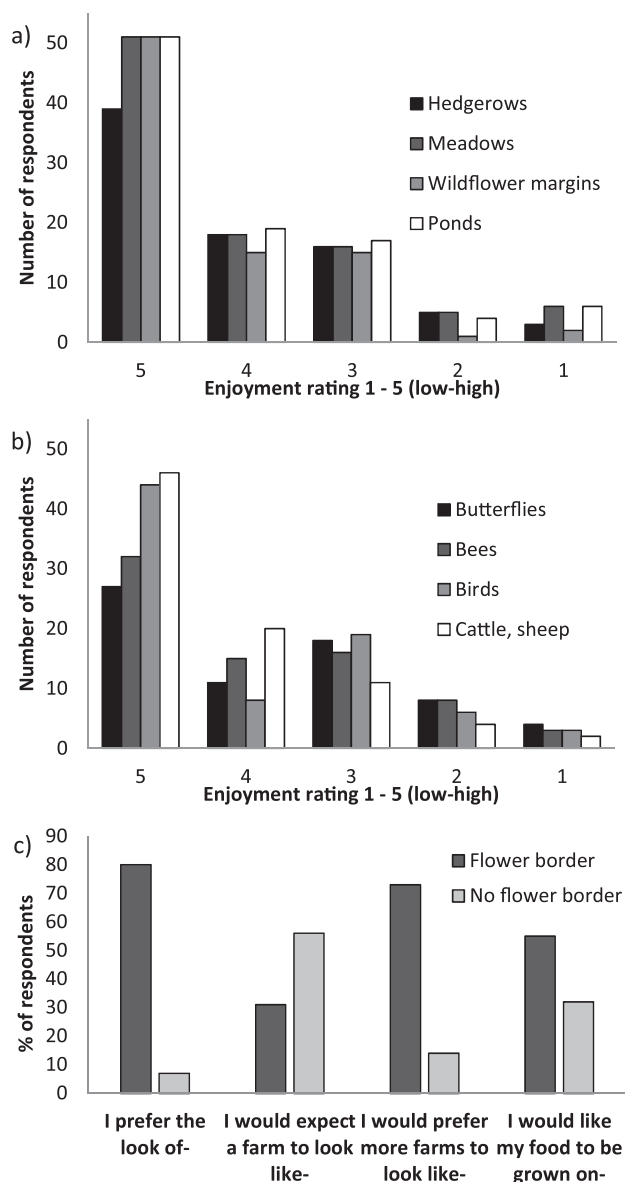 a)
Number of respondents
50
40
30
20
10
0
Hedgerows
Meadows
Wildflower margins
Ponds
5 4 3 2 1
Enjoyment rating 1 - 5 (low-high)
b)
Number of respondents
50
40
30
20
10
0
Butterflies
Bees
Birds
Cattle, sheep
5 4 3 2 1
Enjoyment rating 1 - 5 (low-high)
c)
% of respondents
90
80
70
60
50
40
30
20
10
0
Flower border
No flower border
I prefer the
look of-
I would expect
a farm to look
like-
I would prefer
more farms to
look like-
I would like
my food to be
grown on-